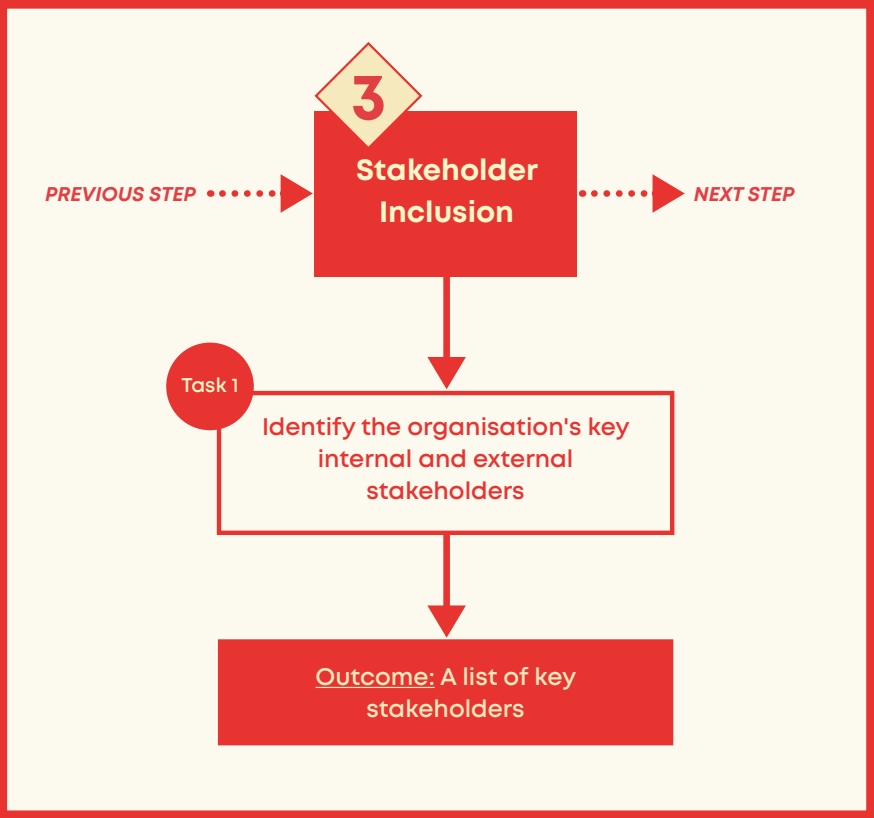 3
Stakeholder
Inclusion
PREVIOUS STEP
NEXT STEP
Task 1
Identify the organisation's key
internal and external
stakeholders
Outcome: A list of key
stakeholders